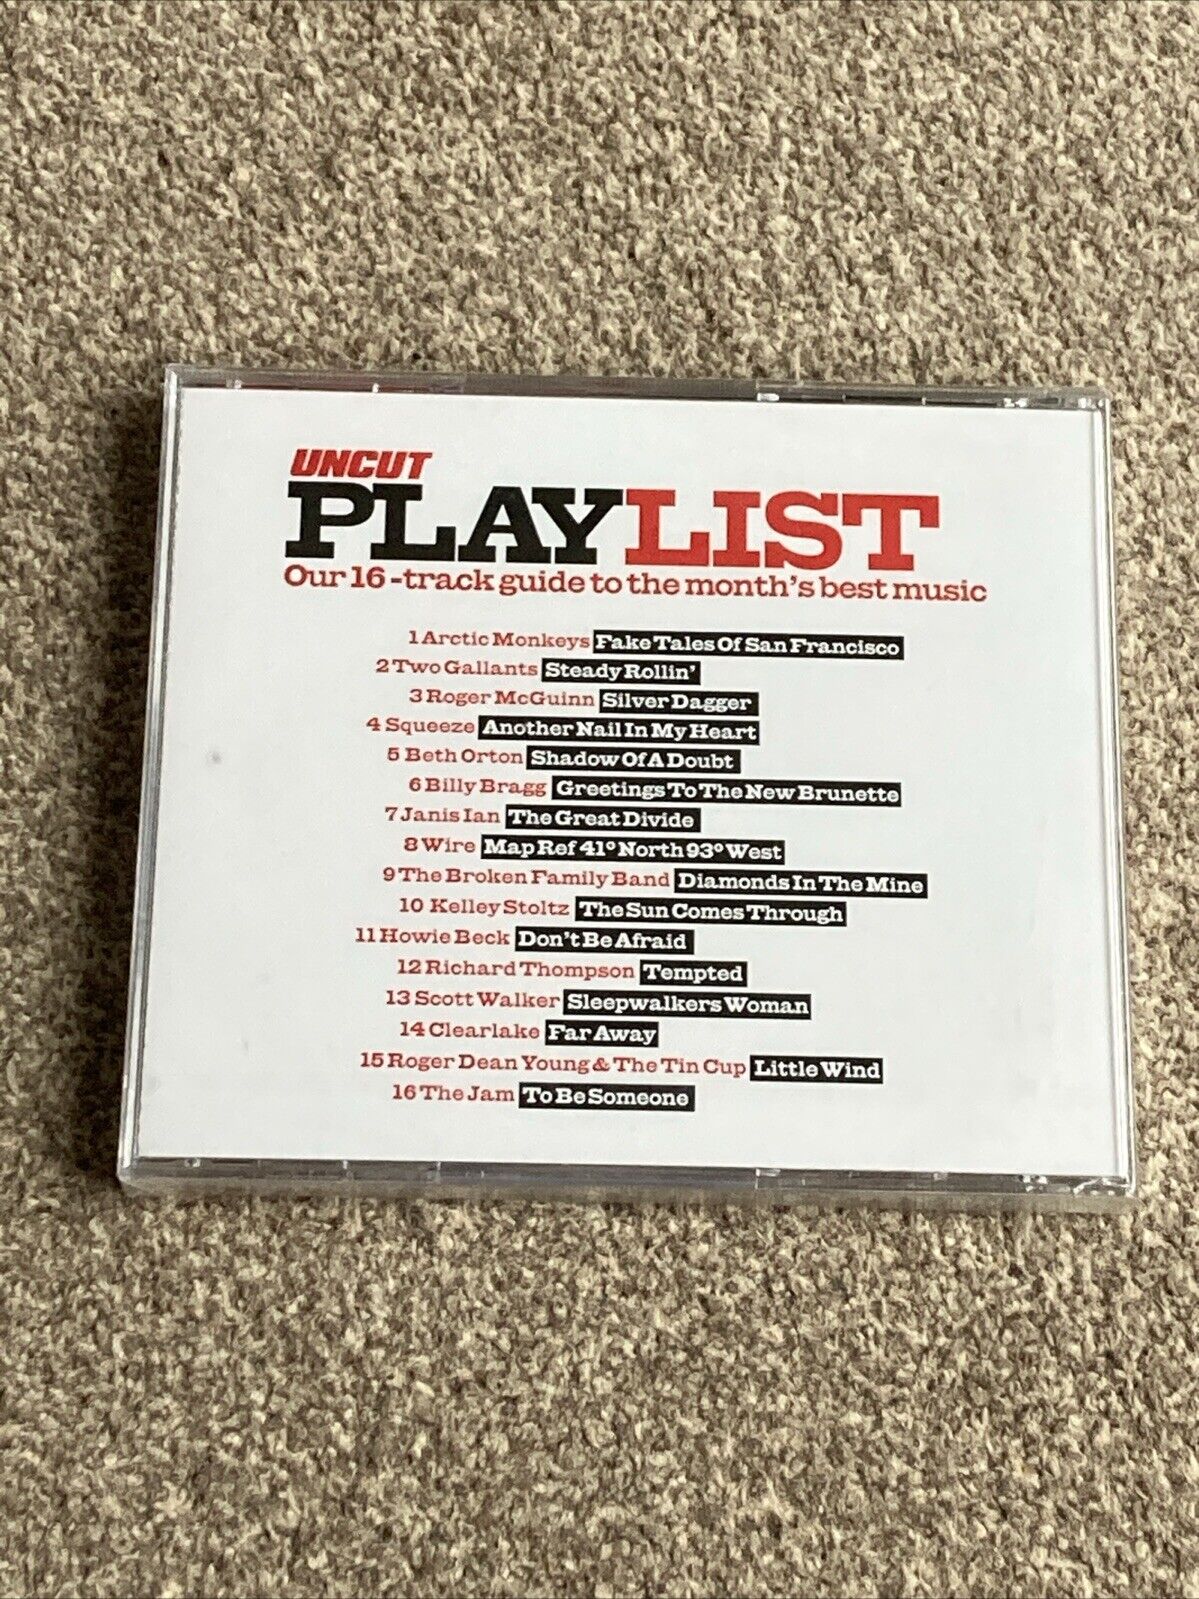 UNCUT
PLAYLIST
Our 16-track guide to the month's best music
1 Arctic Monkeys Fake Tales Of San Francisco
2 Two Gallants Steady Rollin'
3 Roger McGuinn Silver Dagger
4 Squeeze Another Nail In My Heart
5 Beth Orton Shadow Of A Doubt
6 Billy Bragg Greetings To The New Brunette
7 Janis Ian The Great Divide
8 Wire Map Ref 41° North 93° West
9 The Broken Family Band Diamonds In The Mine
10 Kelley Stoltz The Sun Comes Through
11 Howie Beck Don't Be Afraid
12 Richard Thompson Tempted
13 Scott Walker Sleepwalkers Woman
14 Clearlake Far Away
15 Roger Dean Young & The Tin Cup Little Wind
16 The Jam To Be Someone